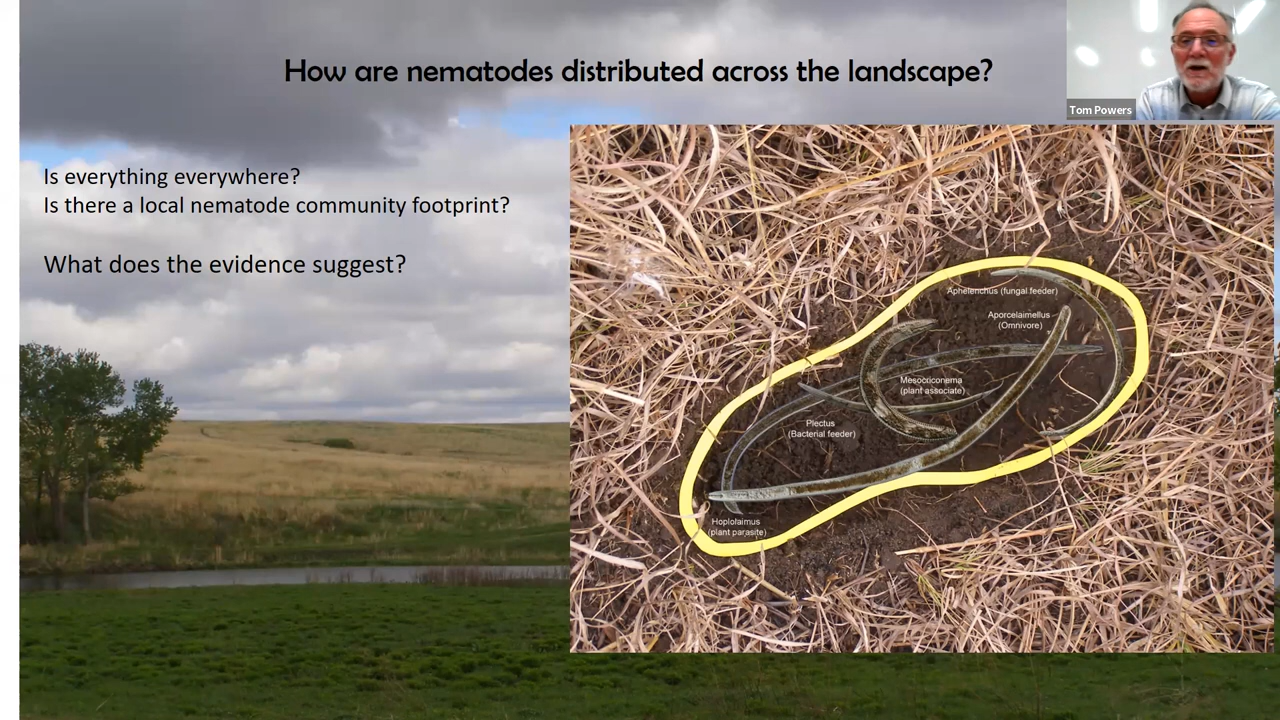 How are nematodes distributed across the landscape?
Tom Powers
Is everything everywhere?
Is there a local nematode community footprint?
What does the evidence suggest?
Aphelenchus (fungal feeder)
Aporcelaimellus
(Omnivore)
Mesocriconema
(plant associate)
Plectus
(Bacterial feeder)
Hoplolaimus
(plant parasite)